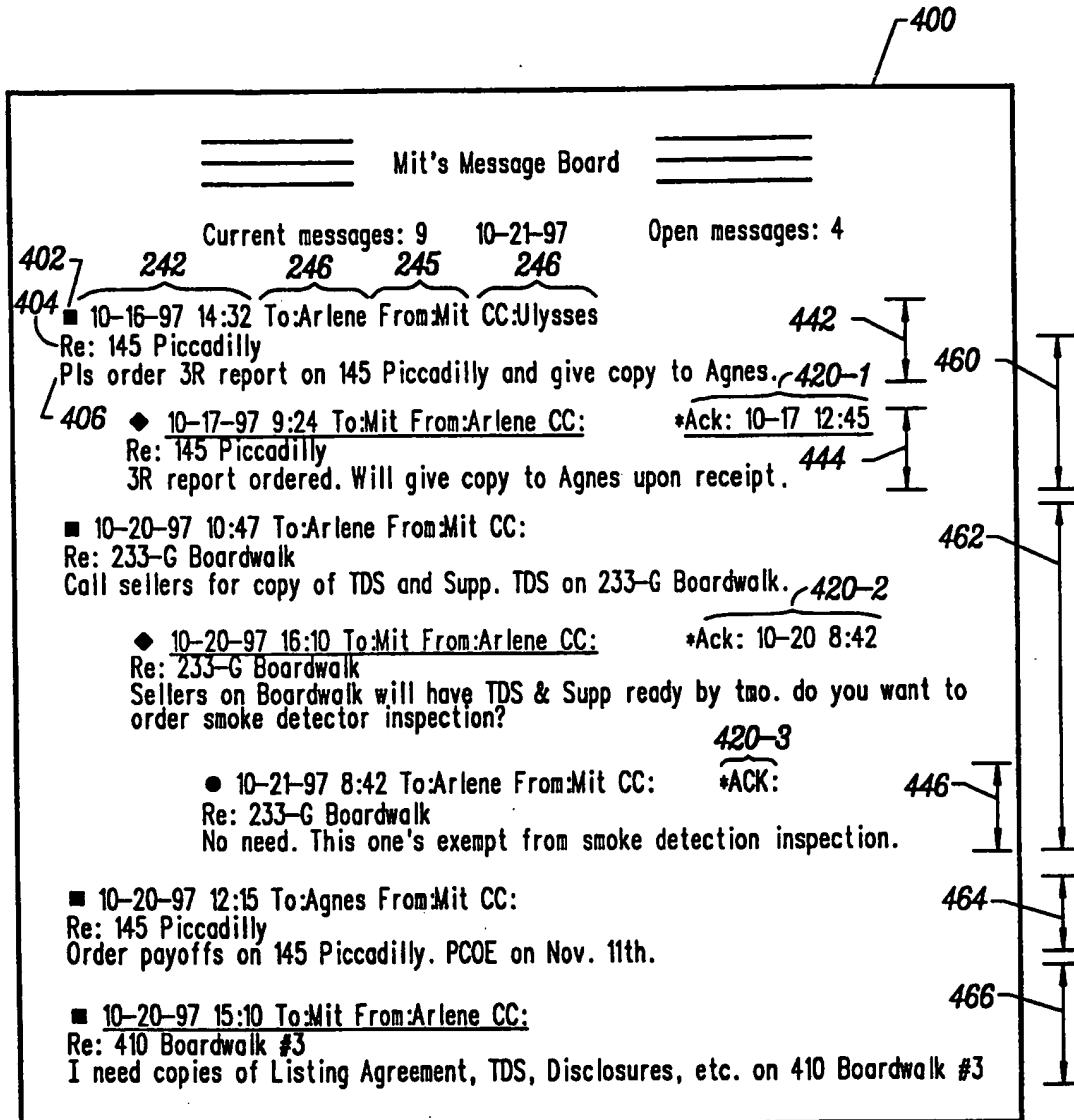 400
Mit's Message Board
Current messages: 9 10-21-97 Open messages: 4
402 242 246 245 246
404 ■ 10-16-97 14:32 To:Arlene From:Mit CC:Ulysses 442
Re: 145 Piccadilly 460
Pls order 3R report on 145 Piccadilly and give copy to Agnes. 420-1
406 ◆ 10-17-97 9:24 To:Mit From:Arlene CC: *Ack: 10-17 12:45
Re: 145 Piccadilly 444
3R report ordered. Will give copy to Agnes upon receipt.
■ 10-20-97 10:47 To:Arlene From:Mit CC: 462
Re: 233-G Boardwalk
Call sellers for copy of TDS and Supp. TDS on 233-G Boardwalk. 420-2
◆ 10-20-97 16:10 To:Mit From:Arlene CC: *Ack: 10-20 8:42
Re: 233-G Boardwalk
Sellers on Boardwalk will have TDS & Supp ready by tmo. do you want to
order smoke detector inspection?
420-3
● 10-21-97 8:42 To:Arlene From:Mit CC: *ACK: 446
Re: 233-G Boardwalk
No need. This one's exempt from smoke detection inspection.
■ 10-20-97 12:15 To:Agnes From:Mit CC: 464
Re: 145 Piccadilly
Order payoffs on 145 Piccadilly. PCOE on Nov. 11th.
466
■ 10-20-97 15:10 To:Mit From:Arlene CC:
Re: 410 Boardwalk #3
I need copies of Listing Agreement, TDS, Disclosures, etc. on 410 Boardwalk #3